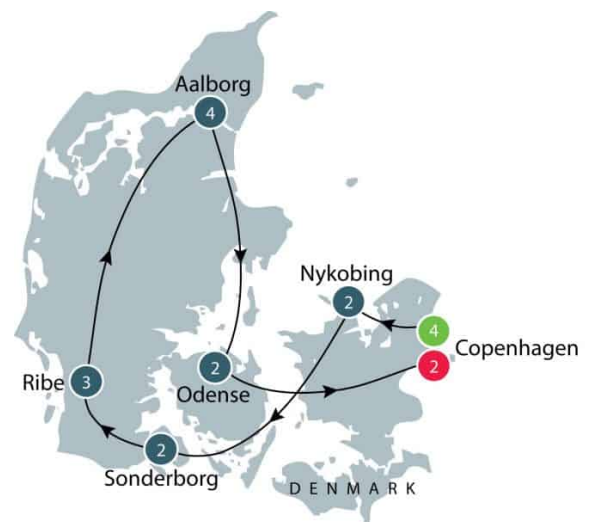 Aalborg
4
Nykobing
2
4
Copenhagen
2
2
Odense
Ribe
3
2
Sonderborg
DENMARK